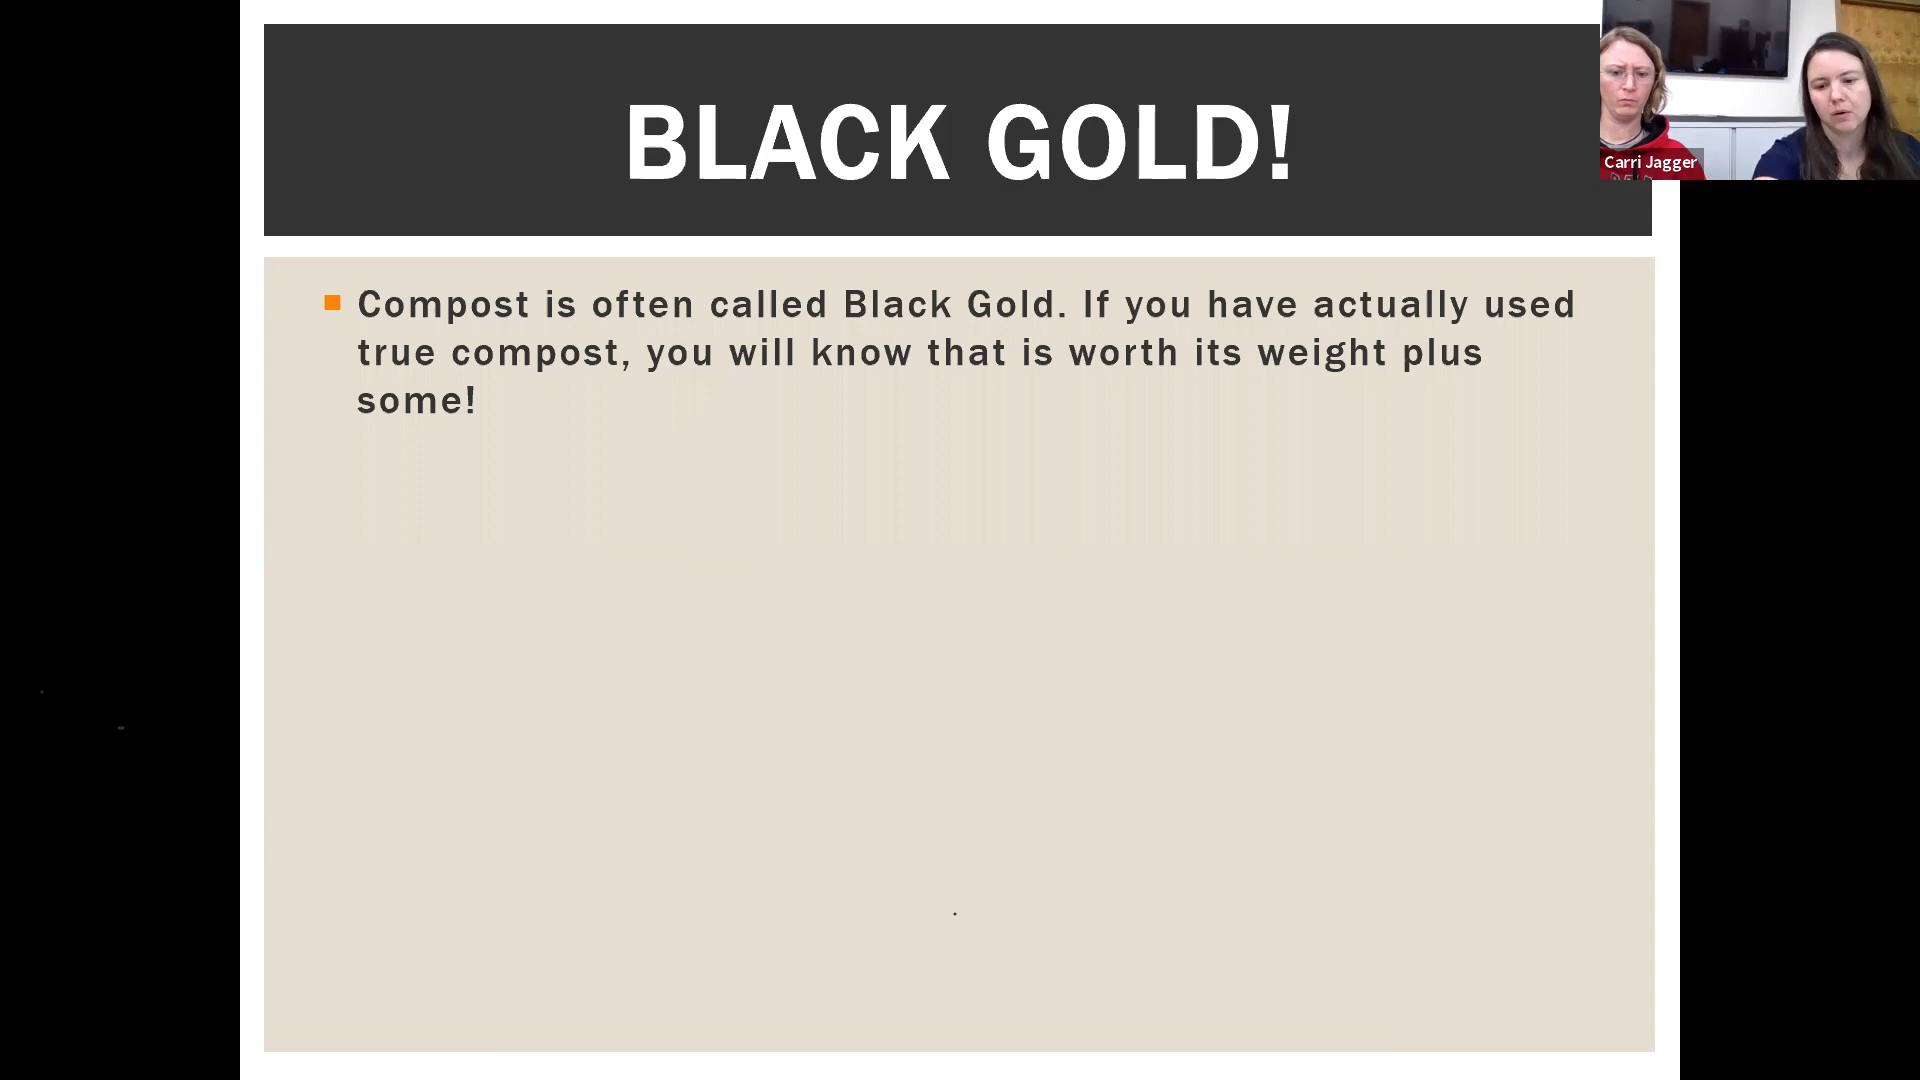 BLACK GOLD!
Carri Jagger
Compost is often called Black Gold. If you have actually used
true compost, you will know that is worth its weight plus
some!